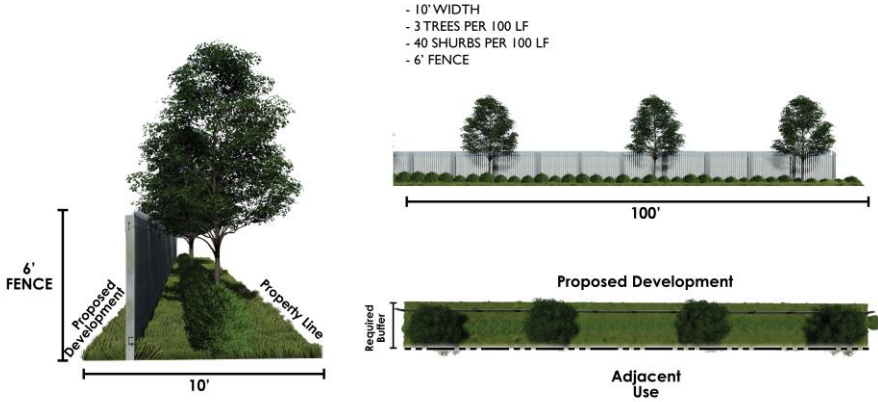 - 10' WIDTH
- 3 TREES PER 100 LF
- 40 SHURBS PER 100 LF
- 6' FENCE
6'
FENCE
Proposed
Development
Property Line
10'
100'
Proposed Development
Required
Buffer
Adjacent
Use